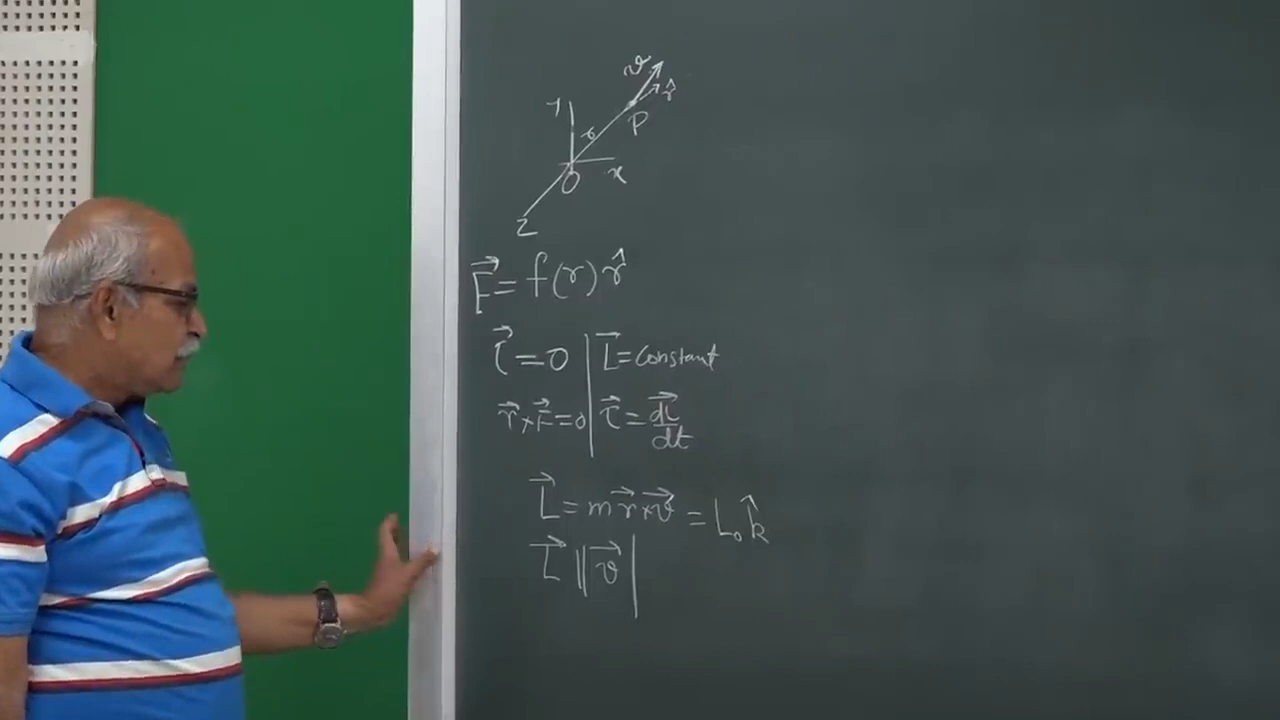 v⃗
r̂
y
r
P
x
O
z
F⃗ = f(r) r̂
τ⃗ = 0 | L⃗ = constant
r⃗ × F⃗ = 0 | τ⃗ = dL⃗/dt
L⃗ = m r⃗ × v⃗ = L₀ k̂
L⃗ || v⃗ |